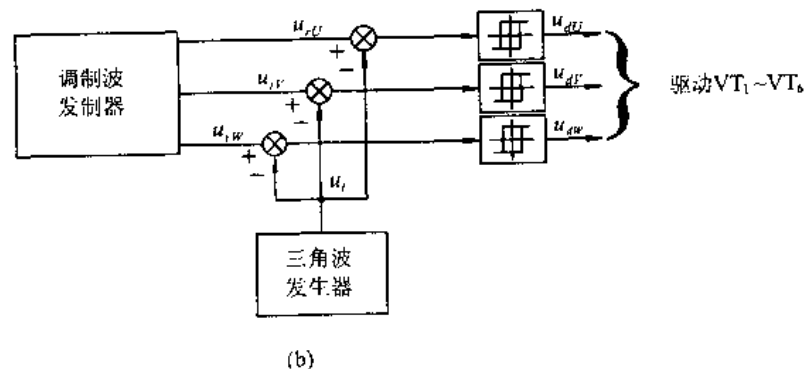 u_rU
u_dU
+
−
调制波
发制器
u_rV
u_dV
驱动VT₁~VT₆
+
−
u_rW
u_dW
+
−
u_t
三角波
发生器
(b)